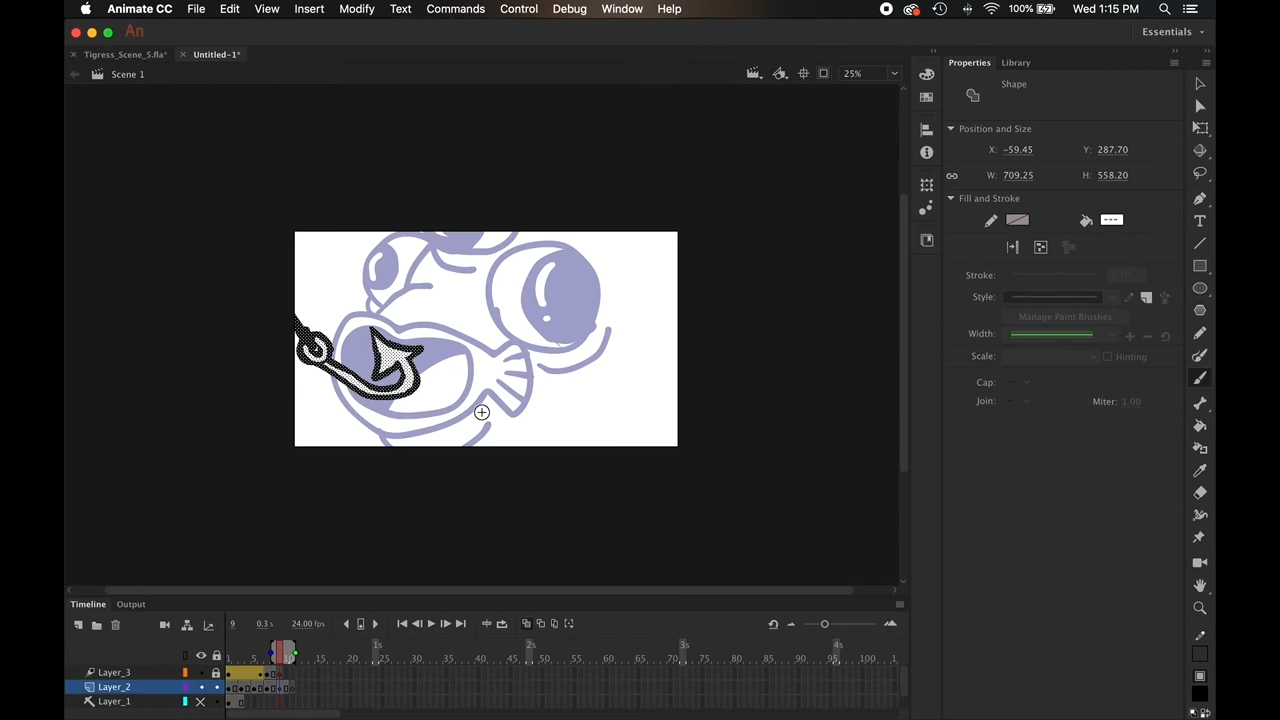 Animate CC File Edit View Insert Modify Text Commands Control Debug Window Help 100% Wed 1:15 PM
An Essentials
Tigress_Scene_5.fla* Untitled-1*
Scene 1 25%
Properties Library
Shape
Position and Size
X: -59.45 Y: 287.70
W: 709.25 H: 558.20
Fill and Stroke
Stroke:
Style:
Manage Paint Brushes
Width:
Scale: Hinting
Cap:
Join: Miter: 1.00
Timeline Output
9 0.3 s 24.00 fps
1s 2s 3s 4s
1 5 10 15 20 25 30 35 40 45 50 55 60 65 70 75 80 85 90 95 100 1
Layer_3
Layer_2
Layer_1